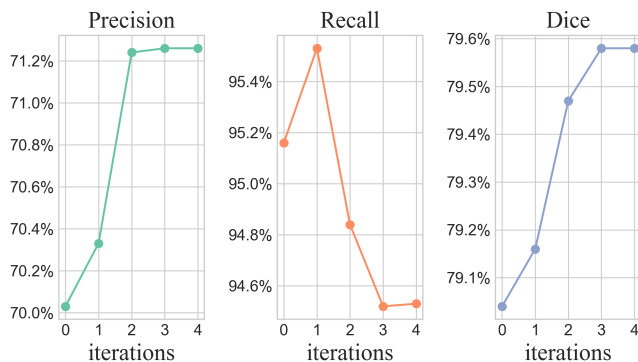 Precision
71.2%
71.0%
70.8%
70.6%
70.4%
70.2%
70.0%
0 1 2 3 4
iterations
Recall
95.4%
95.2%
95.0%
94.8%
94.6%
0 1 2 3 4
iterations
Dice
79.6%
79.5%
79.4%
79.3%
79.2%
79.1%
0 1 2 3 4
iterations